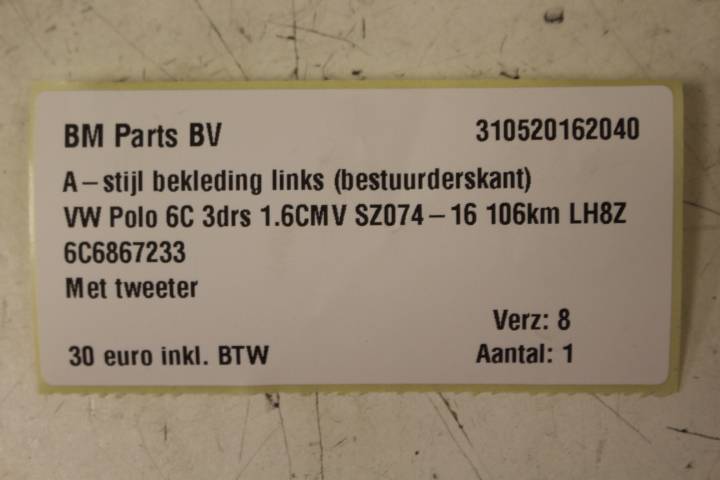 BM Parts BV 310520162040
A-stijl bekleding links (bestuurderskant)
VW Polo 6C 3drs 1.6CMV SZ074-16 106km LH8Z
6C6867233
Met tweeter
Verz: 8
30 euro inkl. BTW Aantal: 1